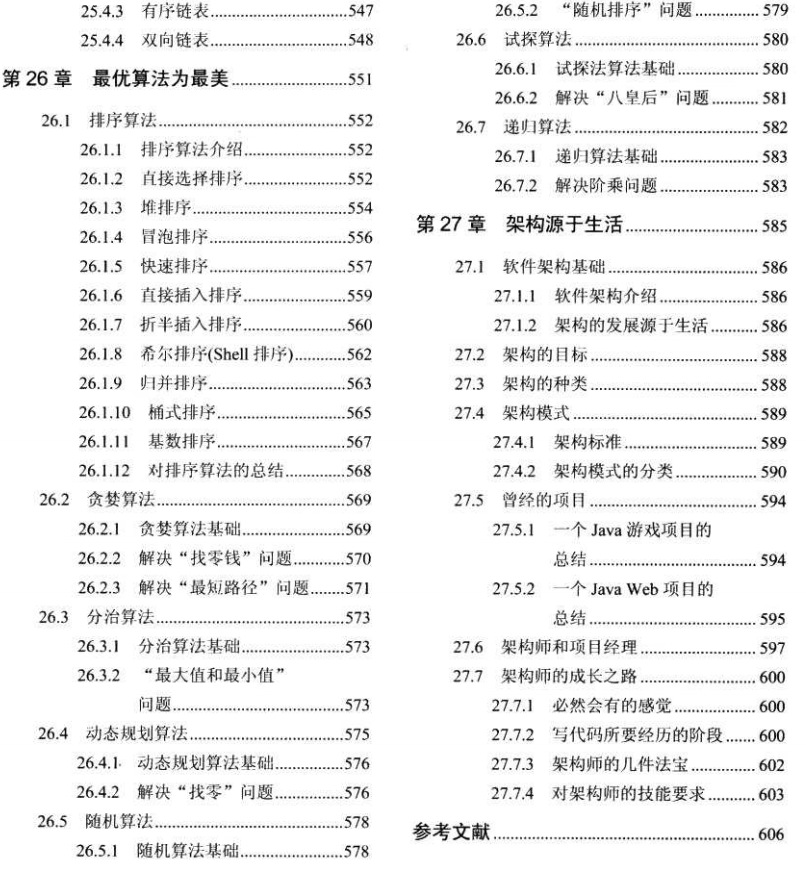 25.4.3 有序链表..............................547
25.4.4 双向链表..............................548
第 26 章 最优算法为最美..............................551
26.1 排序算法..............................552
26.1.1 排序算法介绍..............................552
26.1.2 直接选择排序..............................552
26.1.3 堆排序..............................554
26.1.4 冒泡排序..............................556
26.1.5 快速排序..............................557
26.1.6 直接插入排序..............................559
26.1.7 折半插入排序..............................560
26.1.8 希尔排序(Shell 排序)............562
26.1.9 归并排序..............................563
26.1.10 桶式排序..............................565
26.1.11 基数排序..............................567
26.1.12 对排序算法的总结...............568
26.2 贪婪算法..............................569
26.2.1 贪婪算法基础..............................569
26.2.2 解决“找零钱”问题............570
26.2.3 解决“最短路径”问题........571
26.3 分治算法..............................573
26.3.1 分治算法基础..............................573
26.3.2 “最大值和最小值”
问题..............................573
26.4 动态规划算法..............................575
26.4.1 动态规划算法基础...............576
26.4.2 解决“找零”问题...............576
26.5 随机算法..............................578
26.5.1 随机算法基础..............................578
26.5.2 “随机排序”问题...............579
26.6 试探算法..............................580
26.6.1 试探法算法基础...............580
26.6.2 解决“八皇后”问题...........581
26.7 递归算法..............................582
26.7.1 递归算法基础..............................583
26.7.2 解决阶乘问题..............................583
第 27 章 架构源于生活..............................585
27.1 软件架构基础..............................586
27.1.1 软件架构介绍..............................586
27.1.2 架构的发展源于生活...........586
27.2 架构的目标..............................588
27.3 架构的种类..............................588
27.4 架构模式..............................589
27.4.1 架构标准..............................589
27.4.2 架构模式的分类...............590
27.5 曾经的项目..............................594
27.5.1 一个 Java 游戏项目的
总结..............................594
27.5.2 一个 Java Web 项目的
总结..............................595
27.6 架构师和项目经理..............................597
27.7 架构师的成长之路..............................600
27.7.1 必然会有的感觉...............600
27.7.2 写代码所要经历的阶段.......600
27.7.3 架构师的几件法宝...............602
27.7.4 对架构师的技能要求...........603
参考文献..............................606